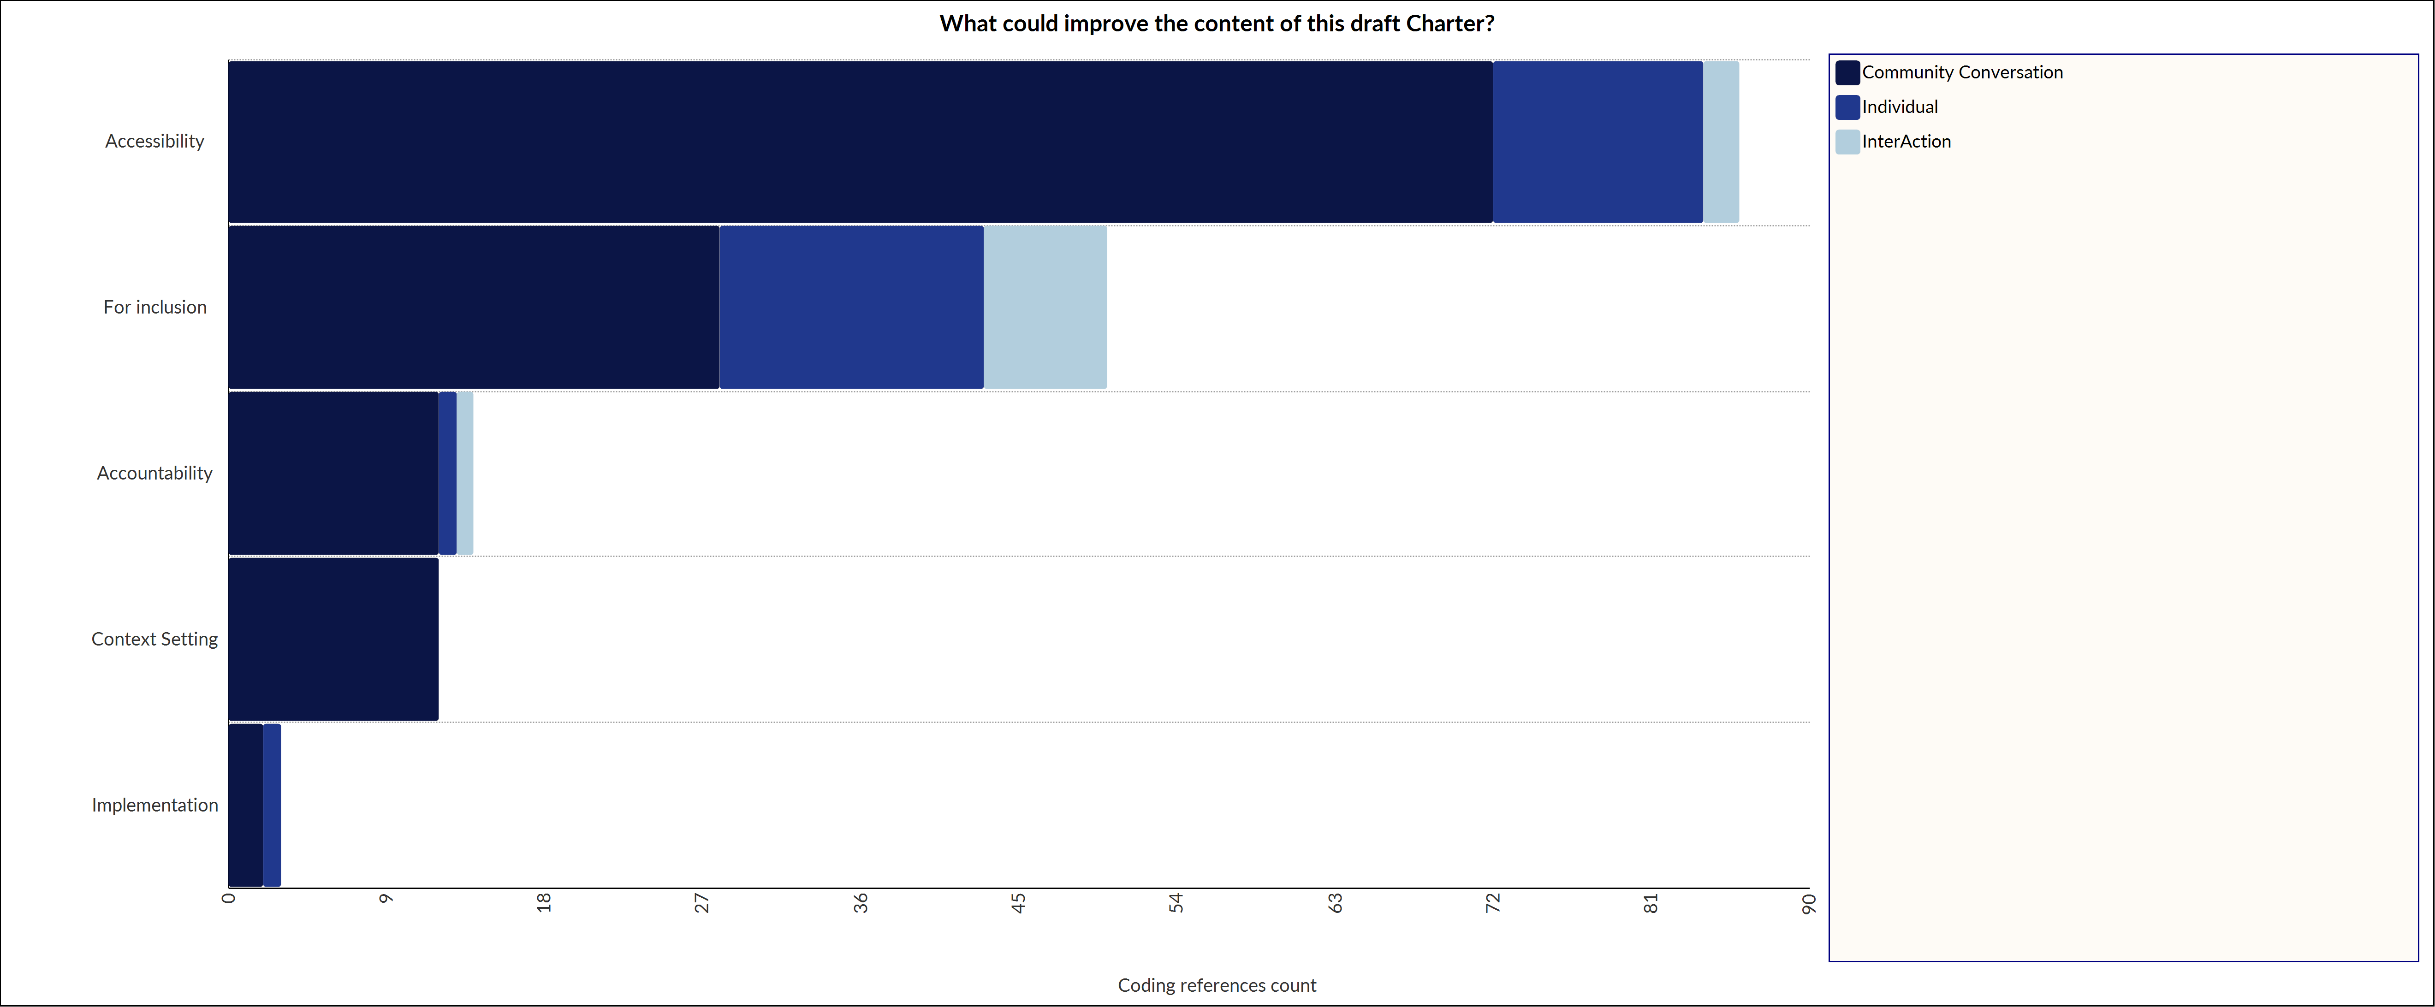 What could improve the content of this draft Charter?
Community Conversation
Individual
InterAction
Accessibility
For inclusion
Accountability
Context Setting
Implementation
0 9 18 27 36 45 54 63 72 81 90
Coding references count